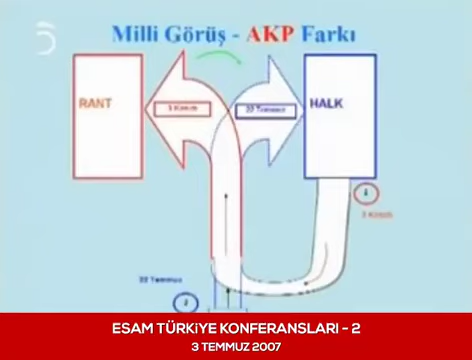 Milli Görüş - AKP Farkı
RANT
3 Kasım
22 Temmuz
HALK
1
3 Kasım
22 Temmuz
2
ESAM TÜRKİYE KONFERANSLARI - 2
3 TEMMUZ 2007